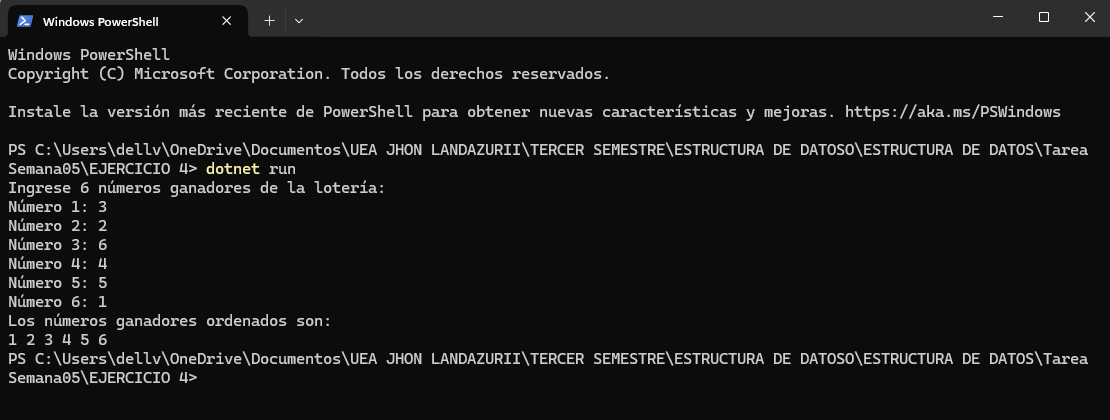 Windows PowerShell
Windows PowerShell
Copyright (C) Microsoft Corporation. Todos los derechos reservados.
Instale la versión más reciente de PowerShell para obtener nuevas características y mejoras. https://aka.ms/PSWindows
PS C:\Users\dellv\OneDrive\Documentos\UEA JHON LANDAZURII\TERCER SEMESTRE\ESTRUCTURA DE DATOSO\ESTRUCTURA DE DATOS\Tarea
Semana05\EJERCICIO 4> dotnet run
Ingrese 6 números ganadores de la lotería:
Número 1: 3
Número 2: 2
Número 3: 6
Número 4: 4
Número 5: 5
Número 6: 1
Los números ganadores ordenados son:
1 2 3 4 5 6
PS C:\Users\dellv\OneDrive\Documentos\UEA JHON LANDAZURII\TERCER SEMESTRE\ESTRUCTURA DE DATOSO\ESTRUCTURA DE DATOS\Tarea
Semana05\EJERCICIO 4>